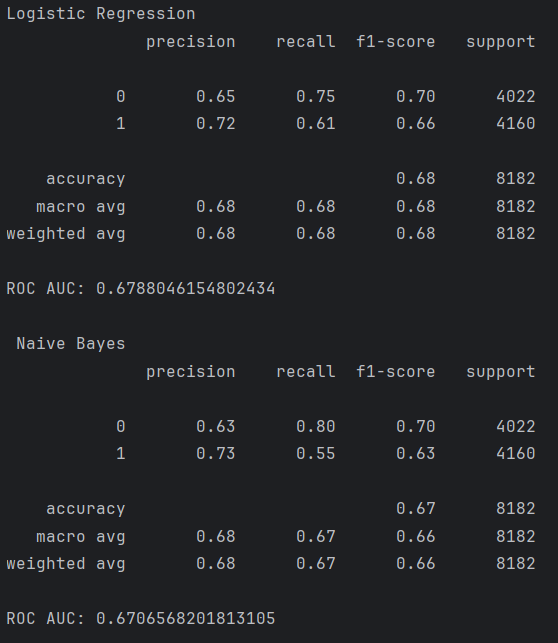 Logistic Regression
precision recall f1-score support
0 0.65 0.75 0.70 4022
1 0.72 0.61 0.66 4160
accuracy 0.68 8182
macro avg 0.68 0.68 0.68 8182
weighted avg 0.68 0.68 0.68 8182
ROC AUC: 0.6788046154802434
Naive Bayes
precision recall f1-score support
0 0.63 0.80 0.70 4022
1 0.73 0.55 0.63 4160
accuracy 0.67 8182
macro avg 0.68 0.67 0.66 8182
weighted avg 0.68 0.67 0.66 8182
ROC AUC: 0.6706568201813105